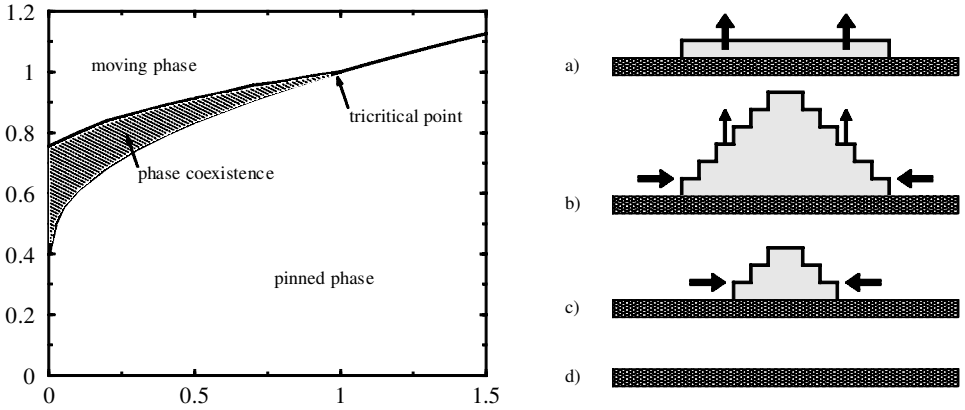 1.2
1
0.8
0.6
0.4
0.2
0
0
0.5
1
1.5
moving phase
tricritical point
phase coexistence
pinned phase
a)
b)
c)
d)